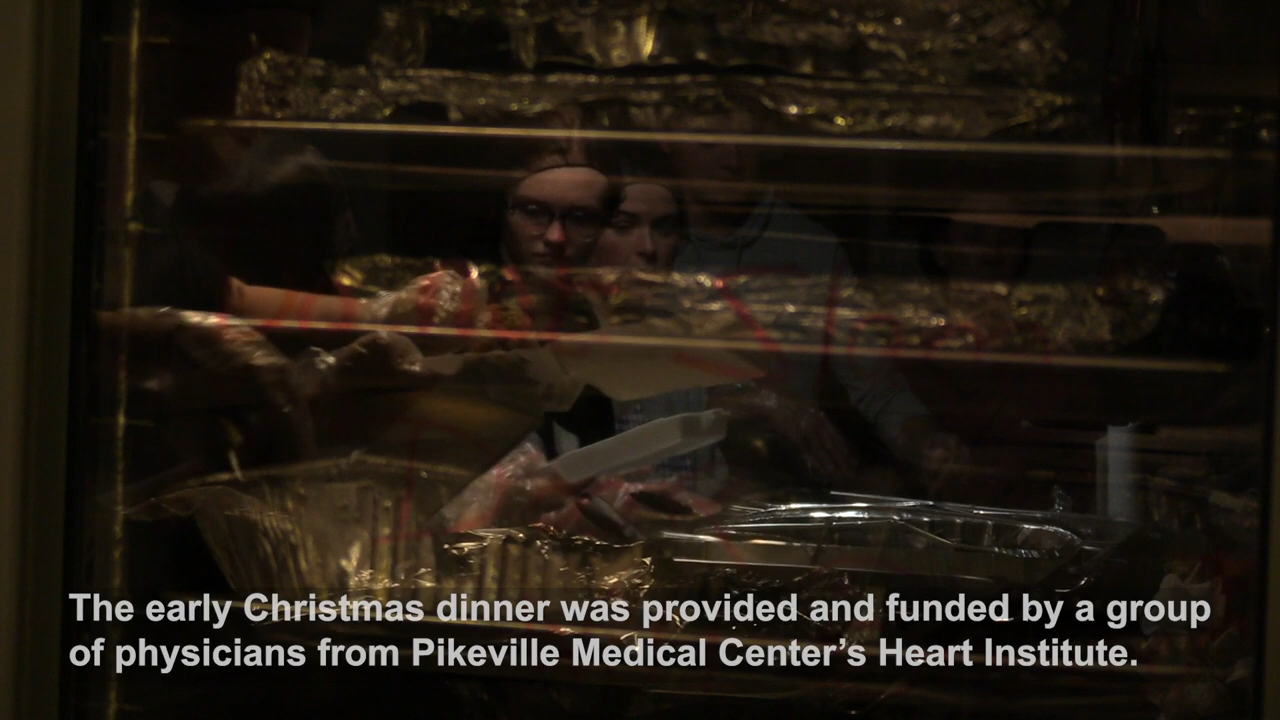 The early Christmas dinner was provided and funded by a group
of physicians from Pikeville Medical Center’s Heart Institute.